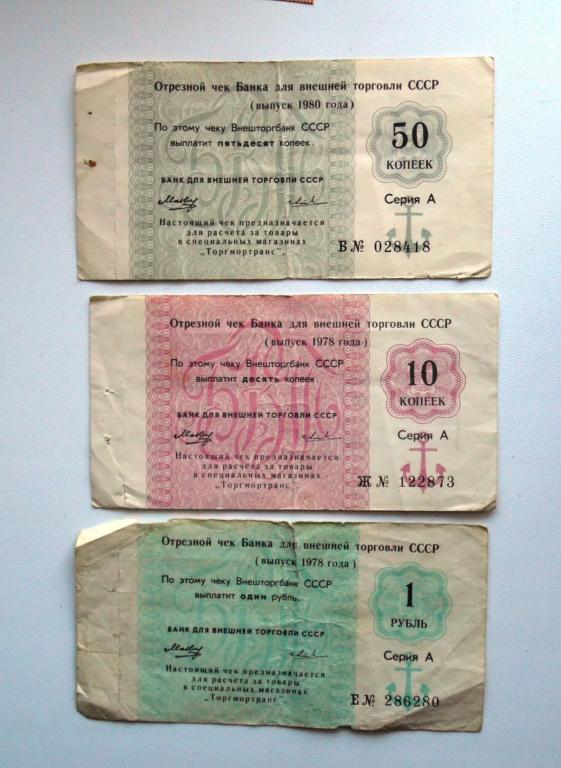 Отрезной чек Банка для внешней торговли СССР
(выпуск 1980 года)
По этому чеку Внешторгбанк СССР
выплатит пятьдесят копеек.
50
КОПЕЕК
БАНК ДЛЯ ВНЕШНЕЙ ТОРГОВЛИ СССР
Серия А
Настоящий чек предназначается
для расчета за товары
в специальных магазинах
„Торгмортранс".
Б № 028418
Отрезной чек Банка для внешней торговли СССР
(выпуск 1978 года)
По этому чеку Внешторгбанк СССР
выплатит десять копеек.
10
КОПЕЕК
БАНК ДЛЯ ВНЕШНЕЙ ТОРГОВЛИ СССР
Серия А
Настоящий чек предназначается
для расчета за товары
в специальных магазинах
„Торгмортранс".
Ж № 122873
Отрезной чек Банка для внешней торговли СССР
(выпуск 1978 года)
По этому чеку Внешторгбанк СССР
выплатит один рубль.
1
РУБЛЬ
БАНК ДЛЯ ВНЕШНЕЙ ТОРГОВЛИ СССР
Серия А
Настоящий чек предназначается
для расчета за товары
в специальных магазинах
„Торгмортранс".
Е № 286280